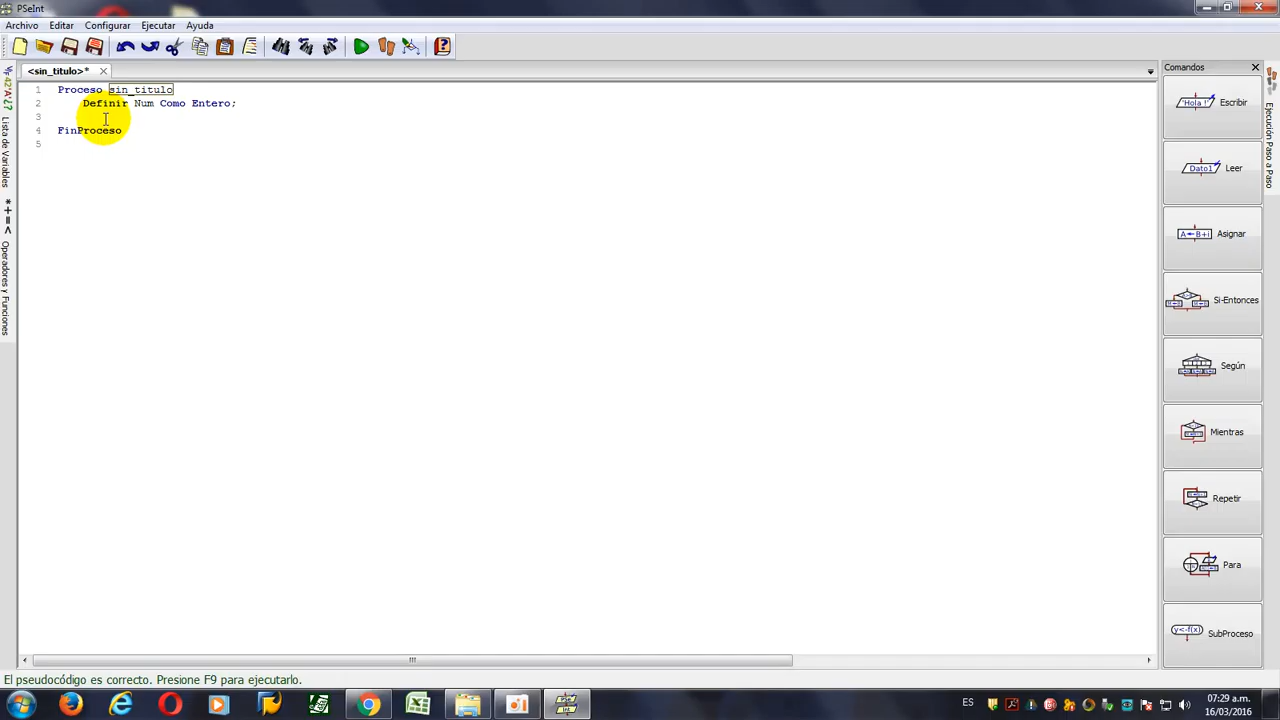 PSeInt
Archivo Editar Configurar Ejecutar Ayuda
<sin_titulo>*
Comandos
1 Proceso sin_titulo
2 Definir Num Como Entero;
3
4 FinProceso
5
Lista de Variables
*+=< Operadores y Funciones
'Hola !' Escribir
Dato1 Leer
A←B+i Asignar
Si-Entonces
Según
Mientras
Repetir
Para
y<-f(x) SubProceso
Ejecución Paso a Paso
El pseudocódigo es correcto. Presione F9 para ejecutarlo.
ES
07:29 a.m.
16/03/2016